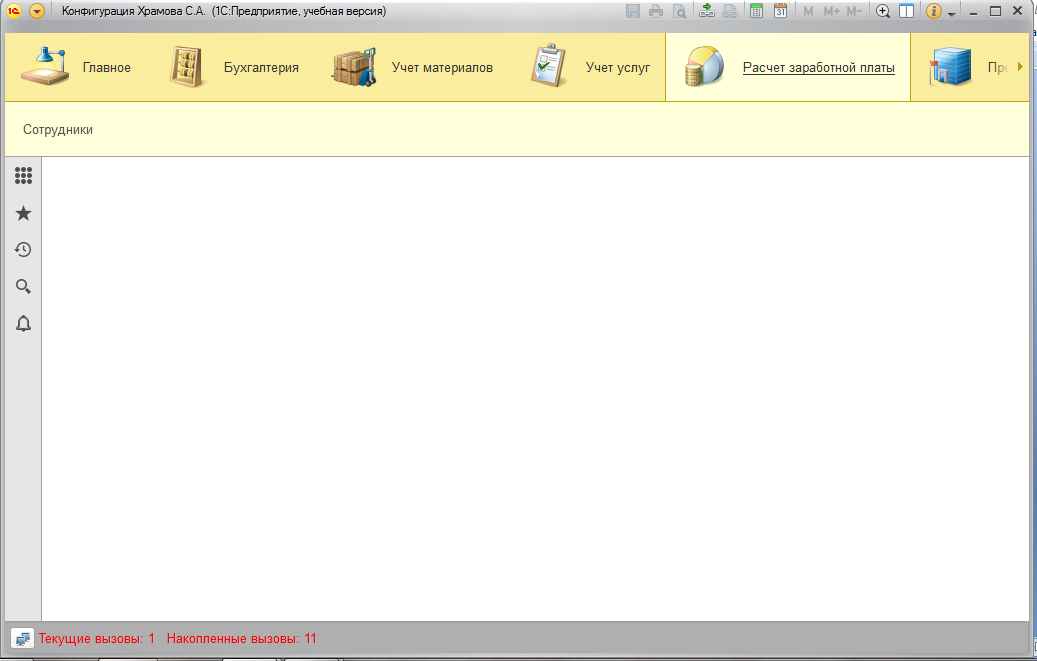 Конфигурация Храмова С.А. (1С:Предприятие, учебная версия)
M M+ M-
Главное
Бухгалтерия
Учет материалов
Учет услуг
Расчет заработной платы
Пре
Сотрудники
Текущие вызовы: 1 Накопленные вызовы: 11